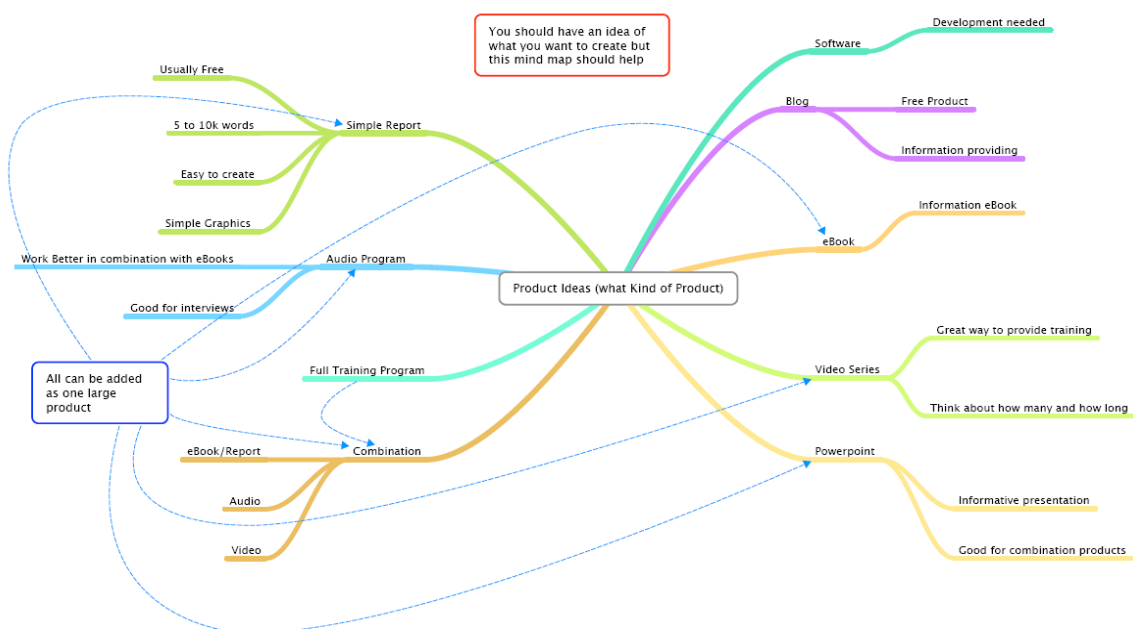 You should have an idea of
what you want to create but
this mind map should help
Product Ideas (what Kind of Product)
Software
Development needed
Blog
Free Product
Information providing
eBook
Information eBook
Video Series
Great way to provide training
Think about how many and how long
Powerpoint
Informative presentation
Good for combination products
Simple Report
Usually Free
5 to 10k words
Easy to create
Simple Graphics
Audio Program
Work Better in combination with eBooks
Good for interviews
Full Training Program
Combination
eBook/Report
Audio
Video
All can be added
as one large
product